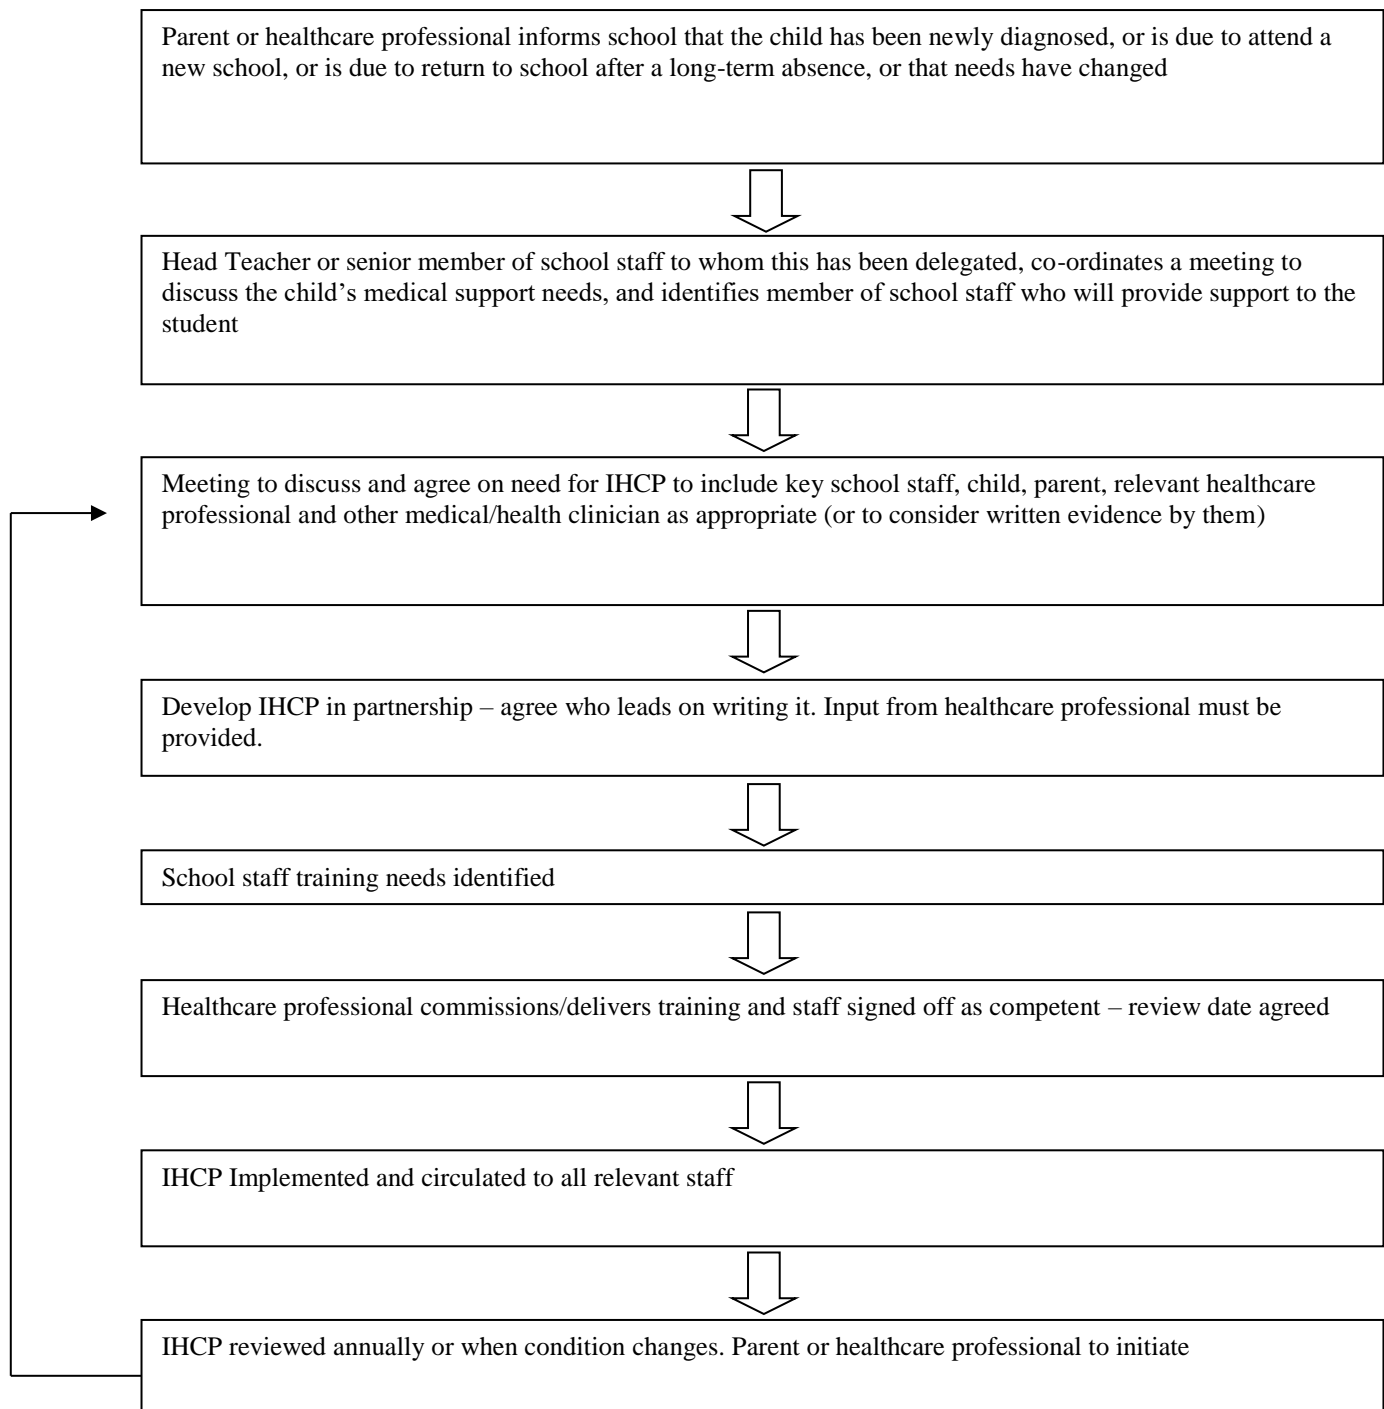 Parent or healthcare professional informs school that the child has been newly diagnosed, or is due to attend a
new school, or is due to return to school after a long-term absence, or that needs have changed
Head Teacher or senior member of school staff to whom this has been delegated, co-ordinates a meeting to
discuss the child’s medical support needs, and identifies member of school staff who will provide support to the
student
Meeting to discuss and agree on need for IHCP to include key school staff, child, parent, relevant healthcare
professional and other medical/health clinician as appropriate (or to consider written evidence by them)
Develop IHCP in partnership – agree who leads on writing it. Input from healthcare professional must be
provided.
School staff training needs identified
Healthcare professional commissions/delivers training and staff signed off as competent – review date agreed
IHCP Implemented and circulated to all relevant staff
IHCP reviewed annually or when condition changes. Parent or healthcare professional to initiate